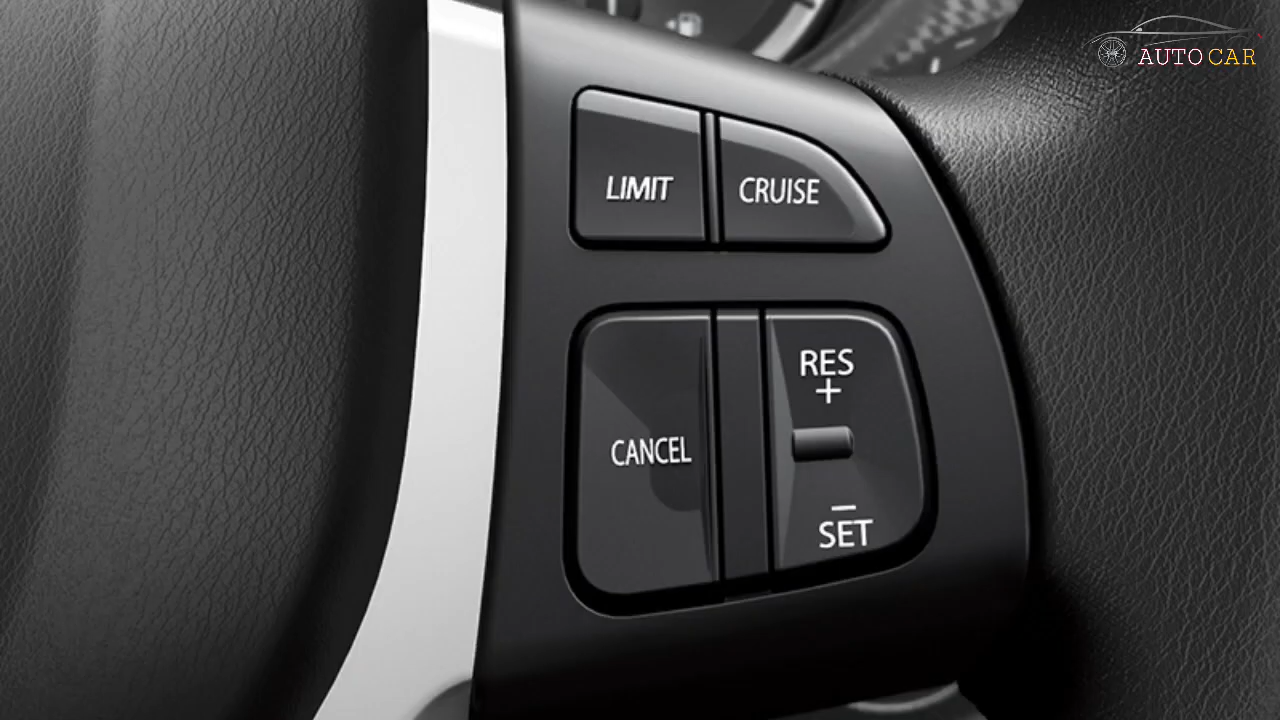 AUTO CAR
LIMIT
CRUISE
RES
+
CANCEL
–
SET